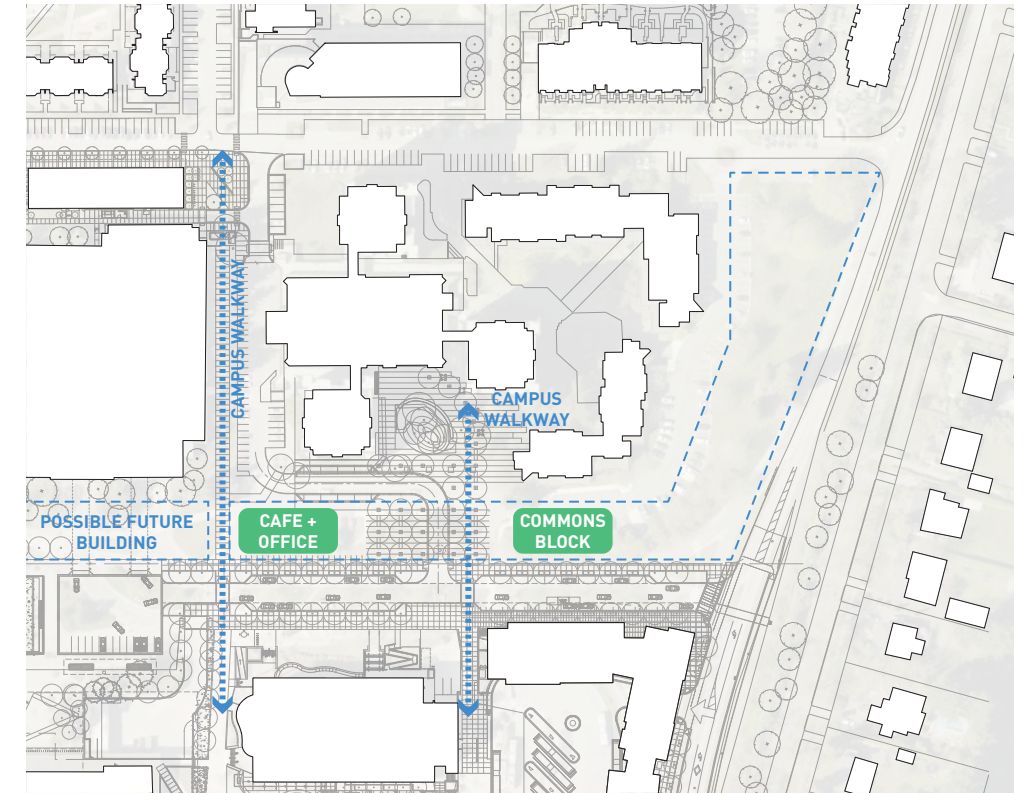 CAMPUS WALKWAY
CAMPUS
WALKWAY
POSSIBLE FUTURE
BUILDING
CAFE +
OFFICE
COMMONS
BLOCK